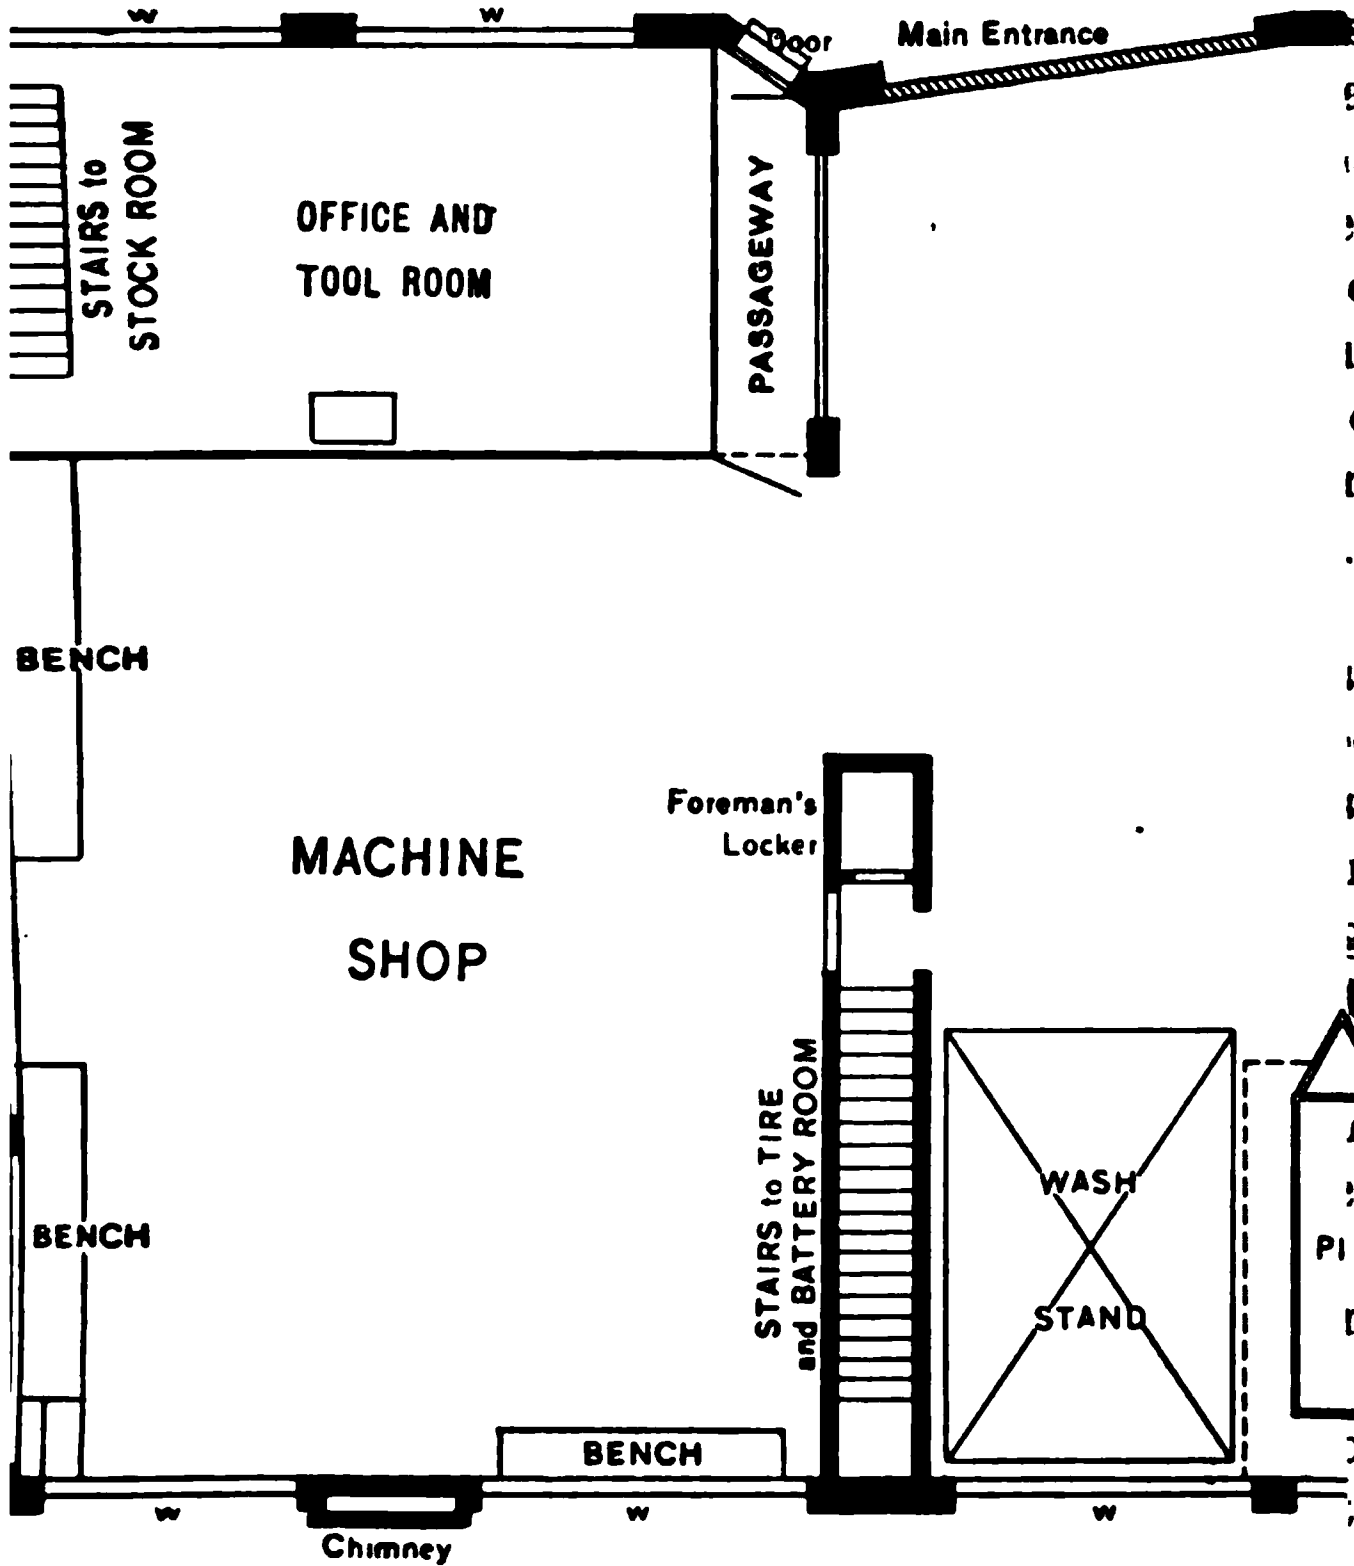 w
w
Door
Main Entrance
STAIRS to
STOCK ROOM
OFFICE AND
TOOL ROOM
PASSAGEWAY
BENCH
Foreman's
Locker
MACHINE
SHOP
STAIRS to TIRE
and BATTERY ROOM
WASH
STAND
BENCH
PI
BENCH
w
w
w
Chimney